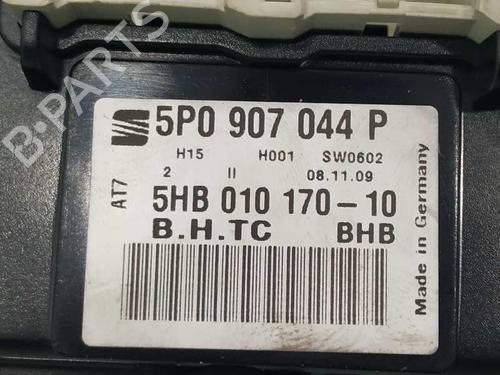 B-PARTS
5P0 907 044 P
H15 H001 SW0602
2 II 08.11.09
AT7
5HB 010 170-10
B.H.TC BHB
Made in Germany